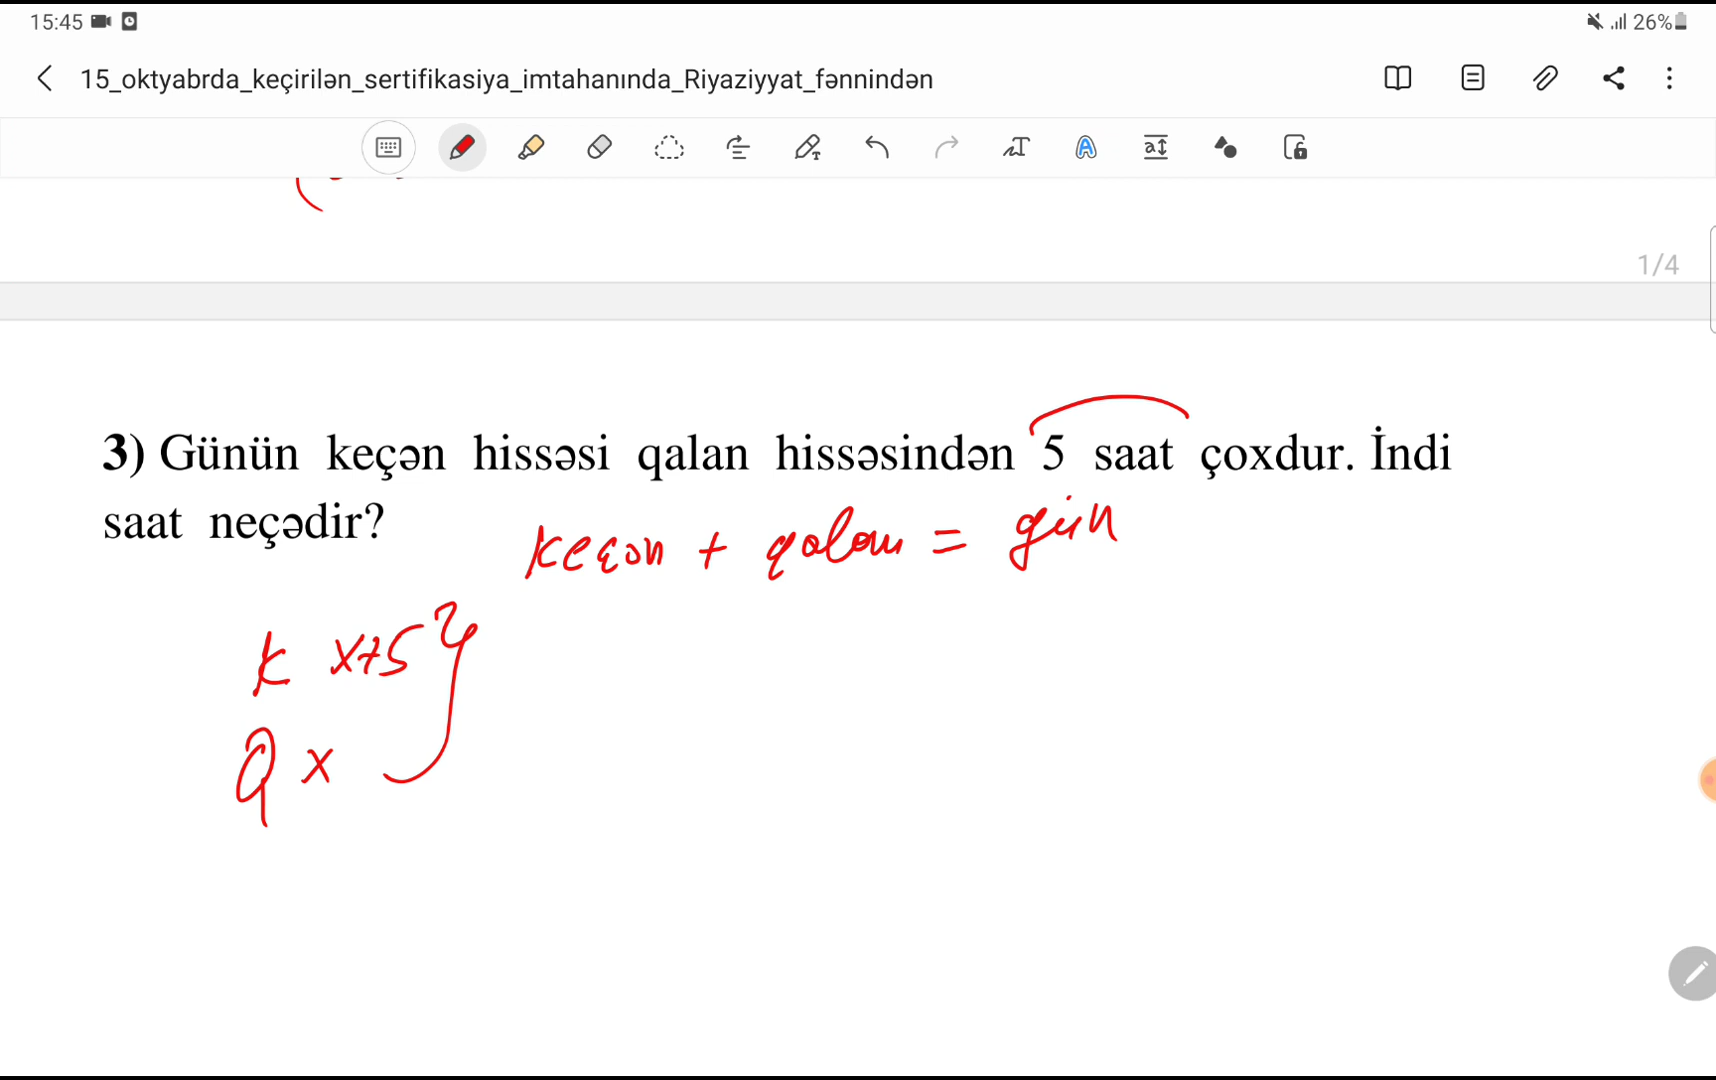 15:45
26%
15_oktyabrda_keçirilən_sertifikasiya_imtahanında_Riyaziyyat_fənnindən
1/4
3) Günün keçən hissəsi qalan hissəsindən 5 saat çoxdur. İndi
saat neçədir?
keçən + qalan = gün
K x+5
Q x